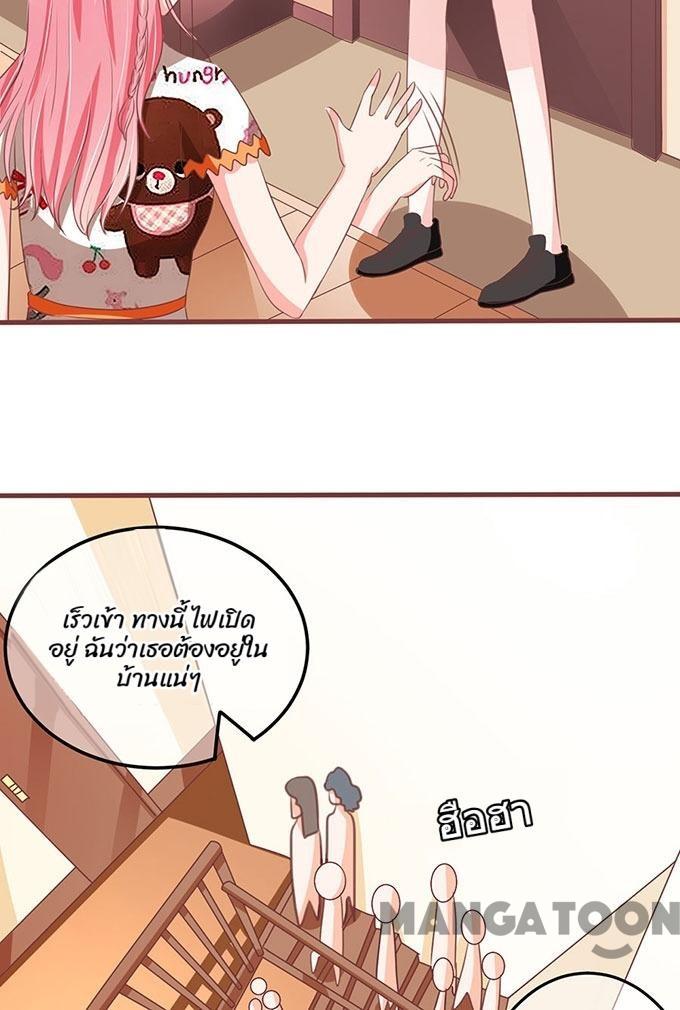 hungry
เร็วเข้า ทางนี้ ไฟเปิด
อยู่ ฉันว่าเธอต้องอยู่ใน
บ้านแน่ๆ
ฮือฮา
MANGATOON